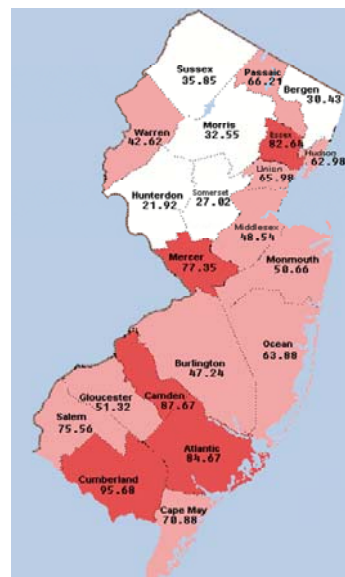 Sussex
35.85
Passaic
66.21
Bergen
30.43
Warren
42.62
Morris
32.55
Essex
82.64
Hudson
62.98
Union
65.98
Hunterdon
21.92
Somerset
27.02
Middlesex
48.54
Mercer
77.35
Monmouth
50.66
Ocean
63.88
Burlington
47.24
Gloucester
51.32
Camden
87.67
Salem
75.56
Atlantic
84.67
Cumberland
95.68
Cape May
70.88